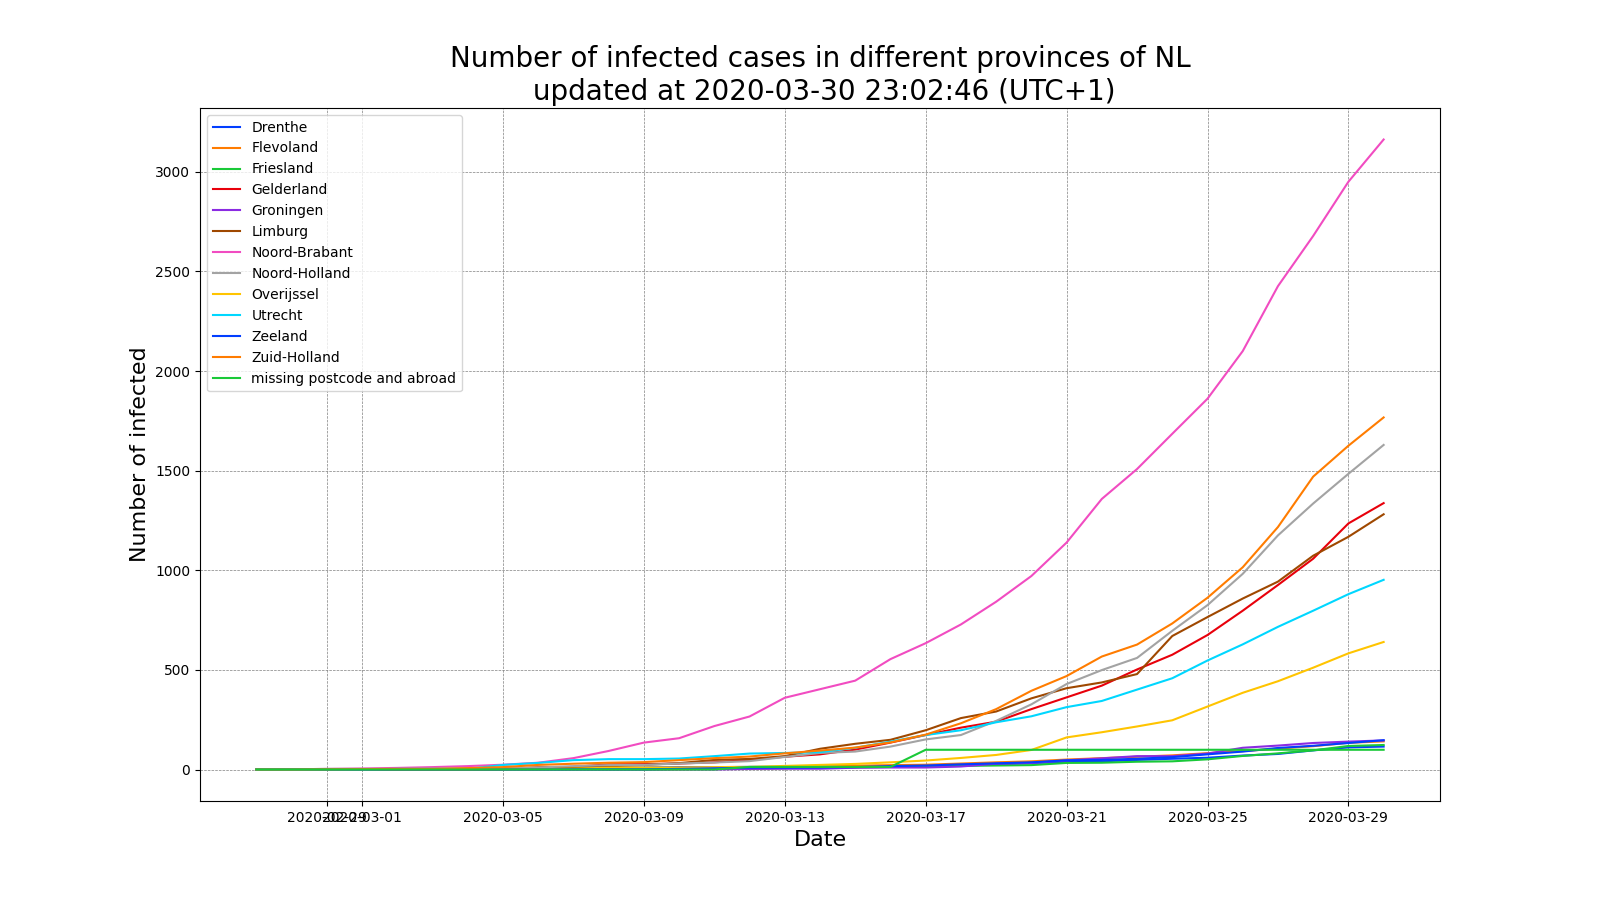 Number of infected cases in different provinces of NL
updated at 2020-03-30 23:02:46 (UTC+1)
Drenthe
Flevoland
Friesland
Gelderland
Groningen
Limburg
Noord-Brabant
Noord-Holland
Overijssel
Utrecht
Zeeland
Zuid-Holland
missing postcode and abroad
3000
2500
2000
1500
1000
500
0
Number of infected
2020-02-29 2020-03-01 2020-03-05 2020-03-09 2020-03-13 2020-03-17 2020-03-21 2020-03-25 2020-03-29
Date